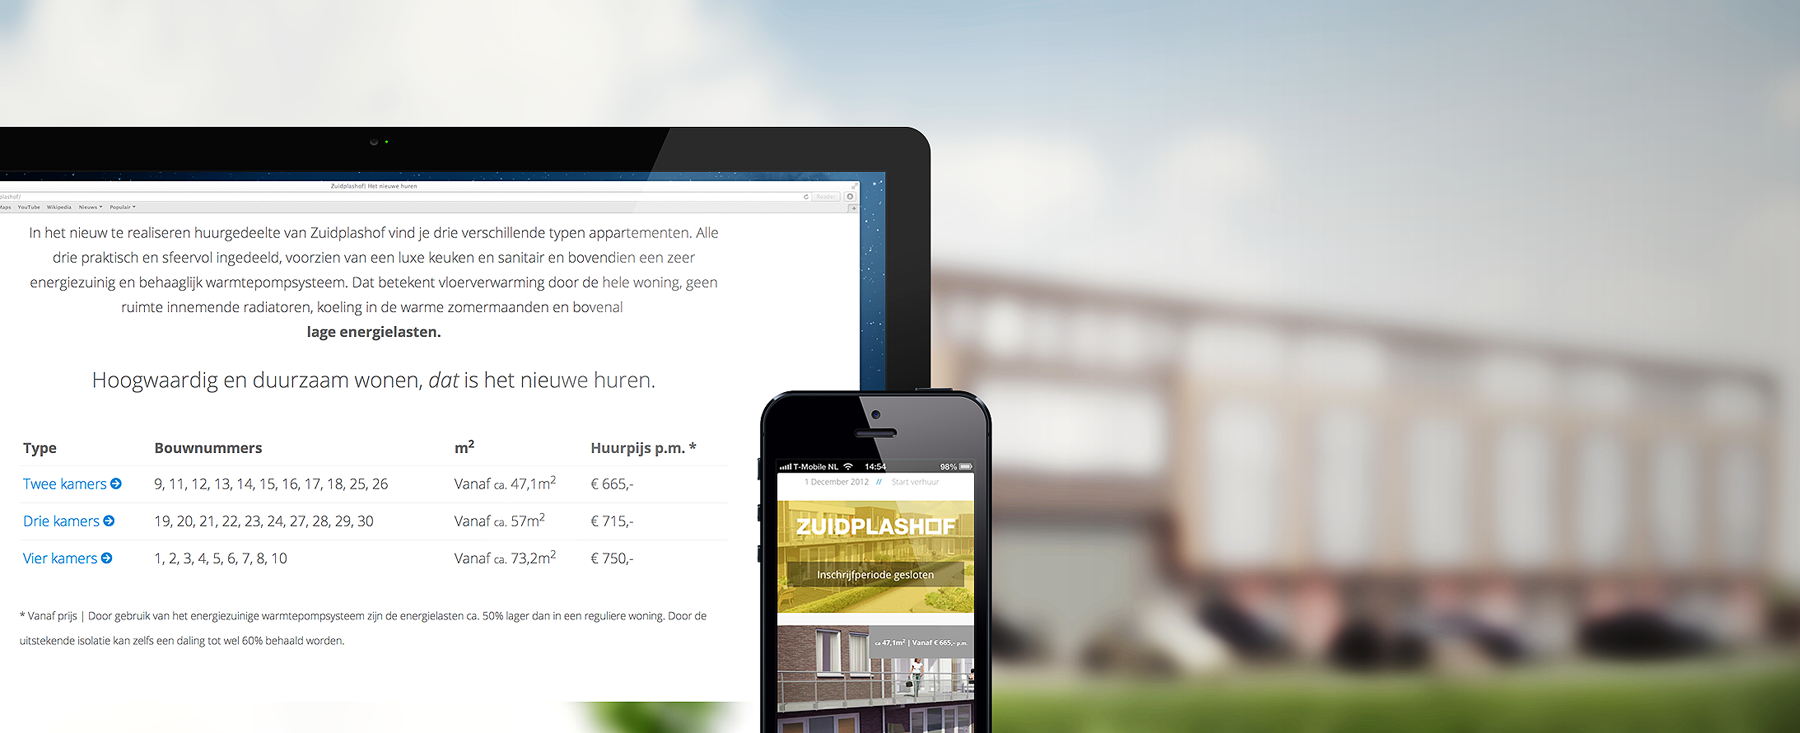 Zuidplashof| Het nieuwe huren
plashof/
Reader
Maps YouTube Wikipedia Nieuws Populair
In het nieuw te realiseren huurgedeelte van Zuidplashof vind je drie verschillende typen appartementen. Alle
drie praktisch en sfeervol ingedeeld, voorzien van een luxe keuken en sanitair en bovendien een zeer
energiezuinig en behaaglijk warmtepompsysteem. Dat betekent vloerverwarming door de hele woning, geen
ruimte innemende radiatoren, koeling in de warme zomermaanden en bovenal
lage energielasten.
Hoogwaardig en duurzaam wonen, dat is het nieuwe huren.
Type Bouwnummers m² Huurpijs p.m. *
Twee kamers 9, 11, 12, 13, 14, 15, 16, 17, 18, 25, 26 Vanaf ca. 47,1m² € 665,-
Drie kamers 19, 20, 21, 22, 23, 24, 27, 28, 29, 30 Vanaf ca. 57m² € 715,-
Vier kamers 1, 2, 3, 4, 5, 6, 7, 8, 10 Vanaf ca. 73,2m² € 750,-
* Vanaf prijs | Door gebruik van het energiezuinige warmtepompsysteem zijn de energielasten ca. 50% lager dan in een reguliere woning. Door de
uitstekende isolatie kan zelfs een daling tot wel 60% behaald worden.
T-Mobile NL 14:54 98%
1 December 2012 // Start verhuur
ZUIDPLASHOF
Inschrijfperiode gesloten
ca 47,1m² | Vanaf € 665,- p.m.